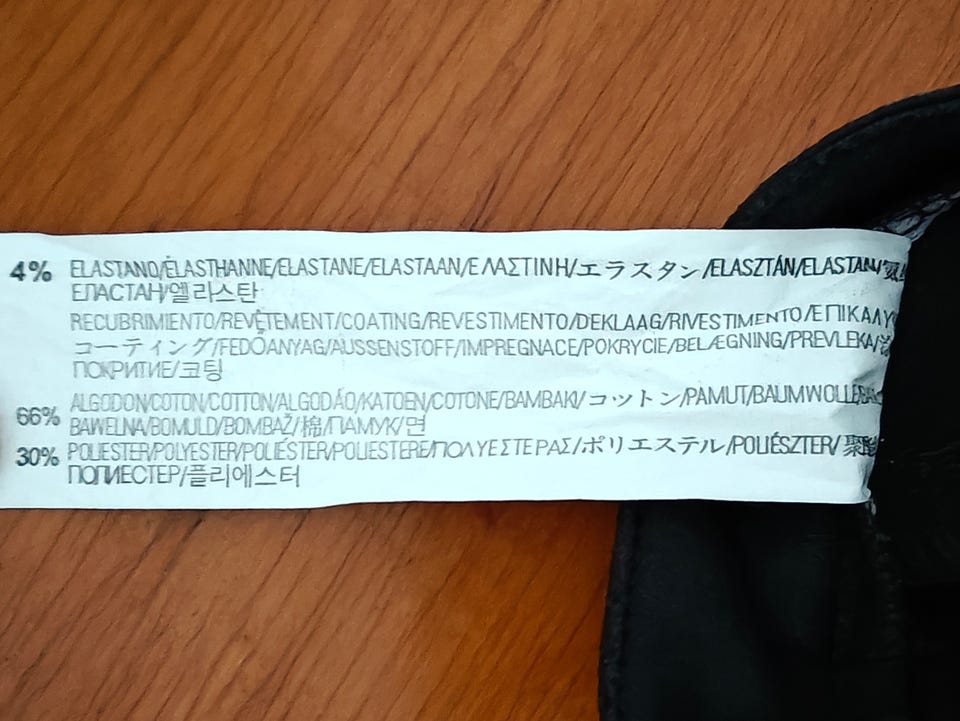 4% ELASTANO/ÉLASTHANNE/ELASTANE/ELASTAAN/ΕΛΑΣΤΙΝΗ/エラスタン/ELASZTÁN/ELASTAN/
ЕЛАСТАН/엘라스탄
RECUBRIMIENTO/REVÊTEMENT/COATING/REVESTIMENTO/DEKLAAG/RIVESTIMENTO/ΕΠΙΚΑΛΥ
コーティング/FEDŐANYAG/AUSSENSTOFF/IMPREGNACE/POKRYCIE/BELÆGNING/PREVLEKA/
ПОКРИТИЕ/코팅
66% ALGODON/COTON/COTTON/ALGODÃO/KATOEN/COTONE/BAMBAKI/コットン/PAMUT/BAUMWOLLE/
BAWEŁNA/BOMULD/BOMBAŽ/棉/ПАМУК/면
30% POLIESTER/POLYESTER/POLIÉSTER/POLIESTERE/ΠΟΛΥΕΣΤΕΡΑΣ/ポリエステル/POLIÉSZTER/聚酯
ПОЛИЕСТЕР/폴리에스터